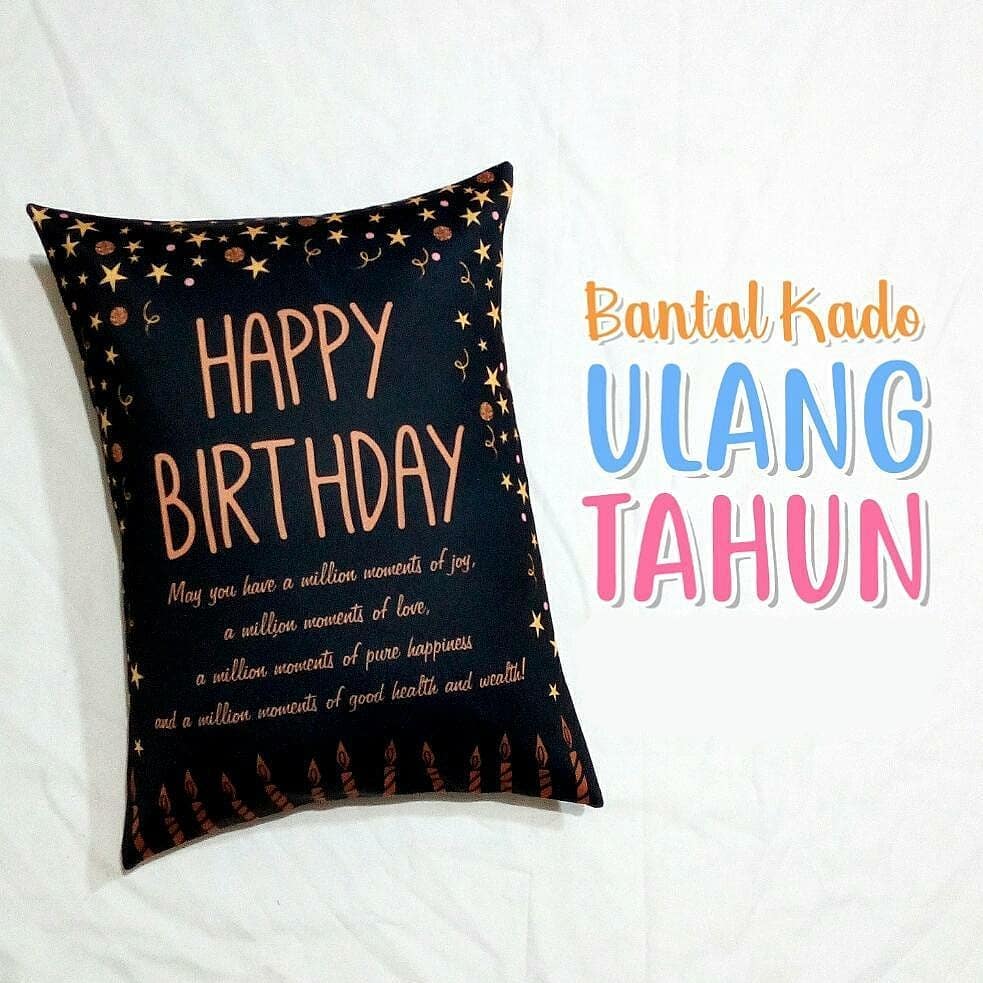 HAPPY
BIRTHDAY
May you have a million moments of joy,
a million moments of love,
a million moments of pure happiness
and a million moments of good health and wealth!
Bantal Kado
ULANG
TAHUN